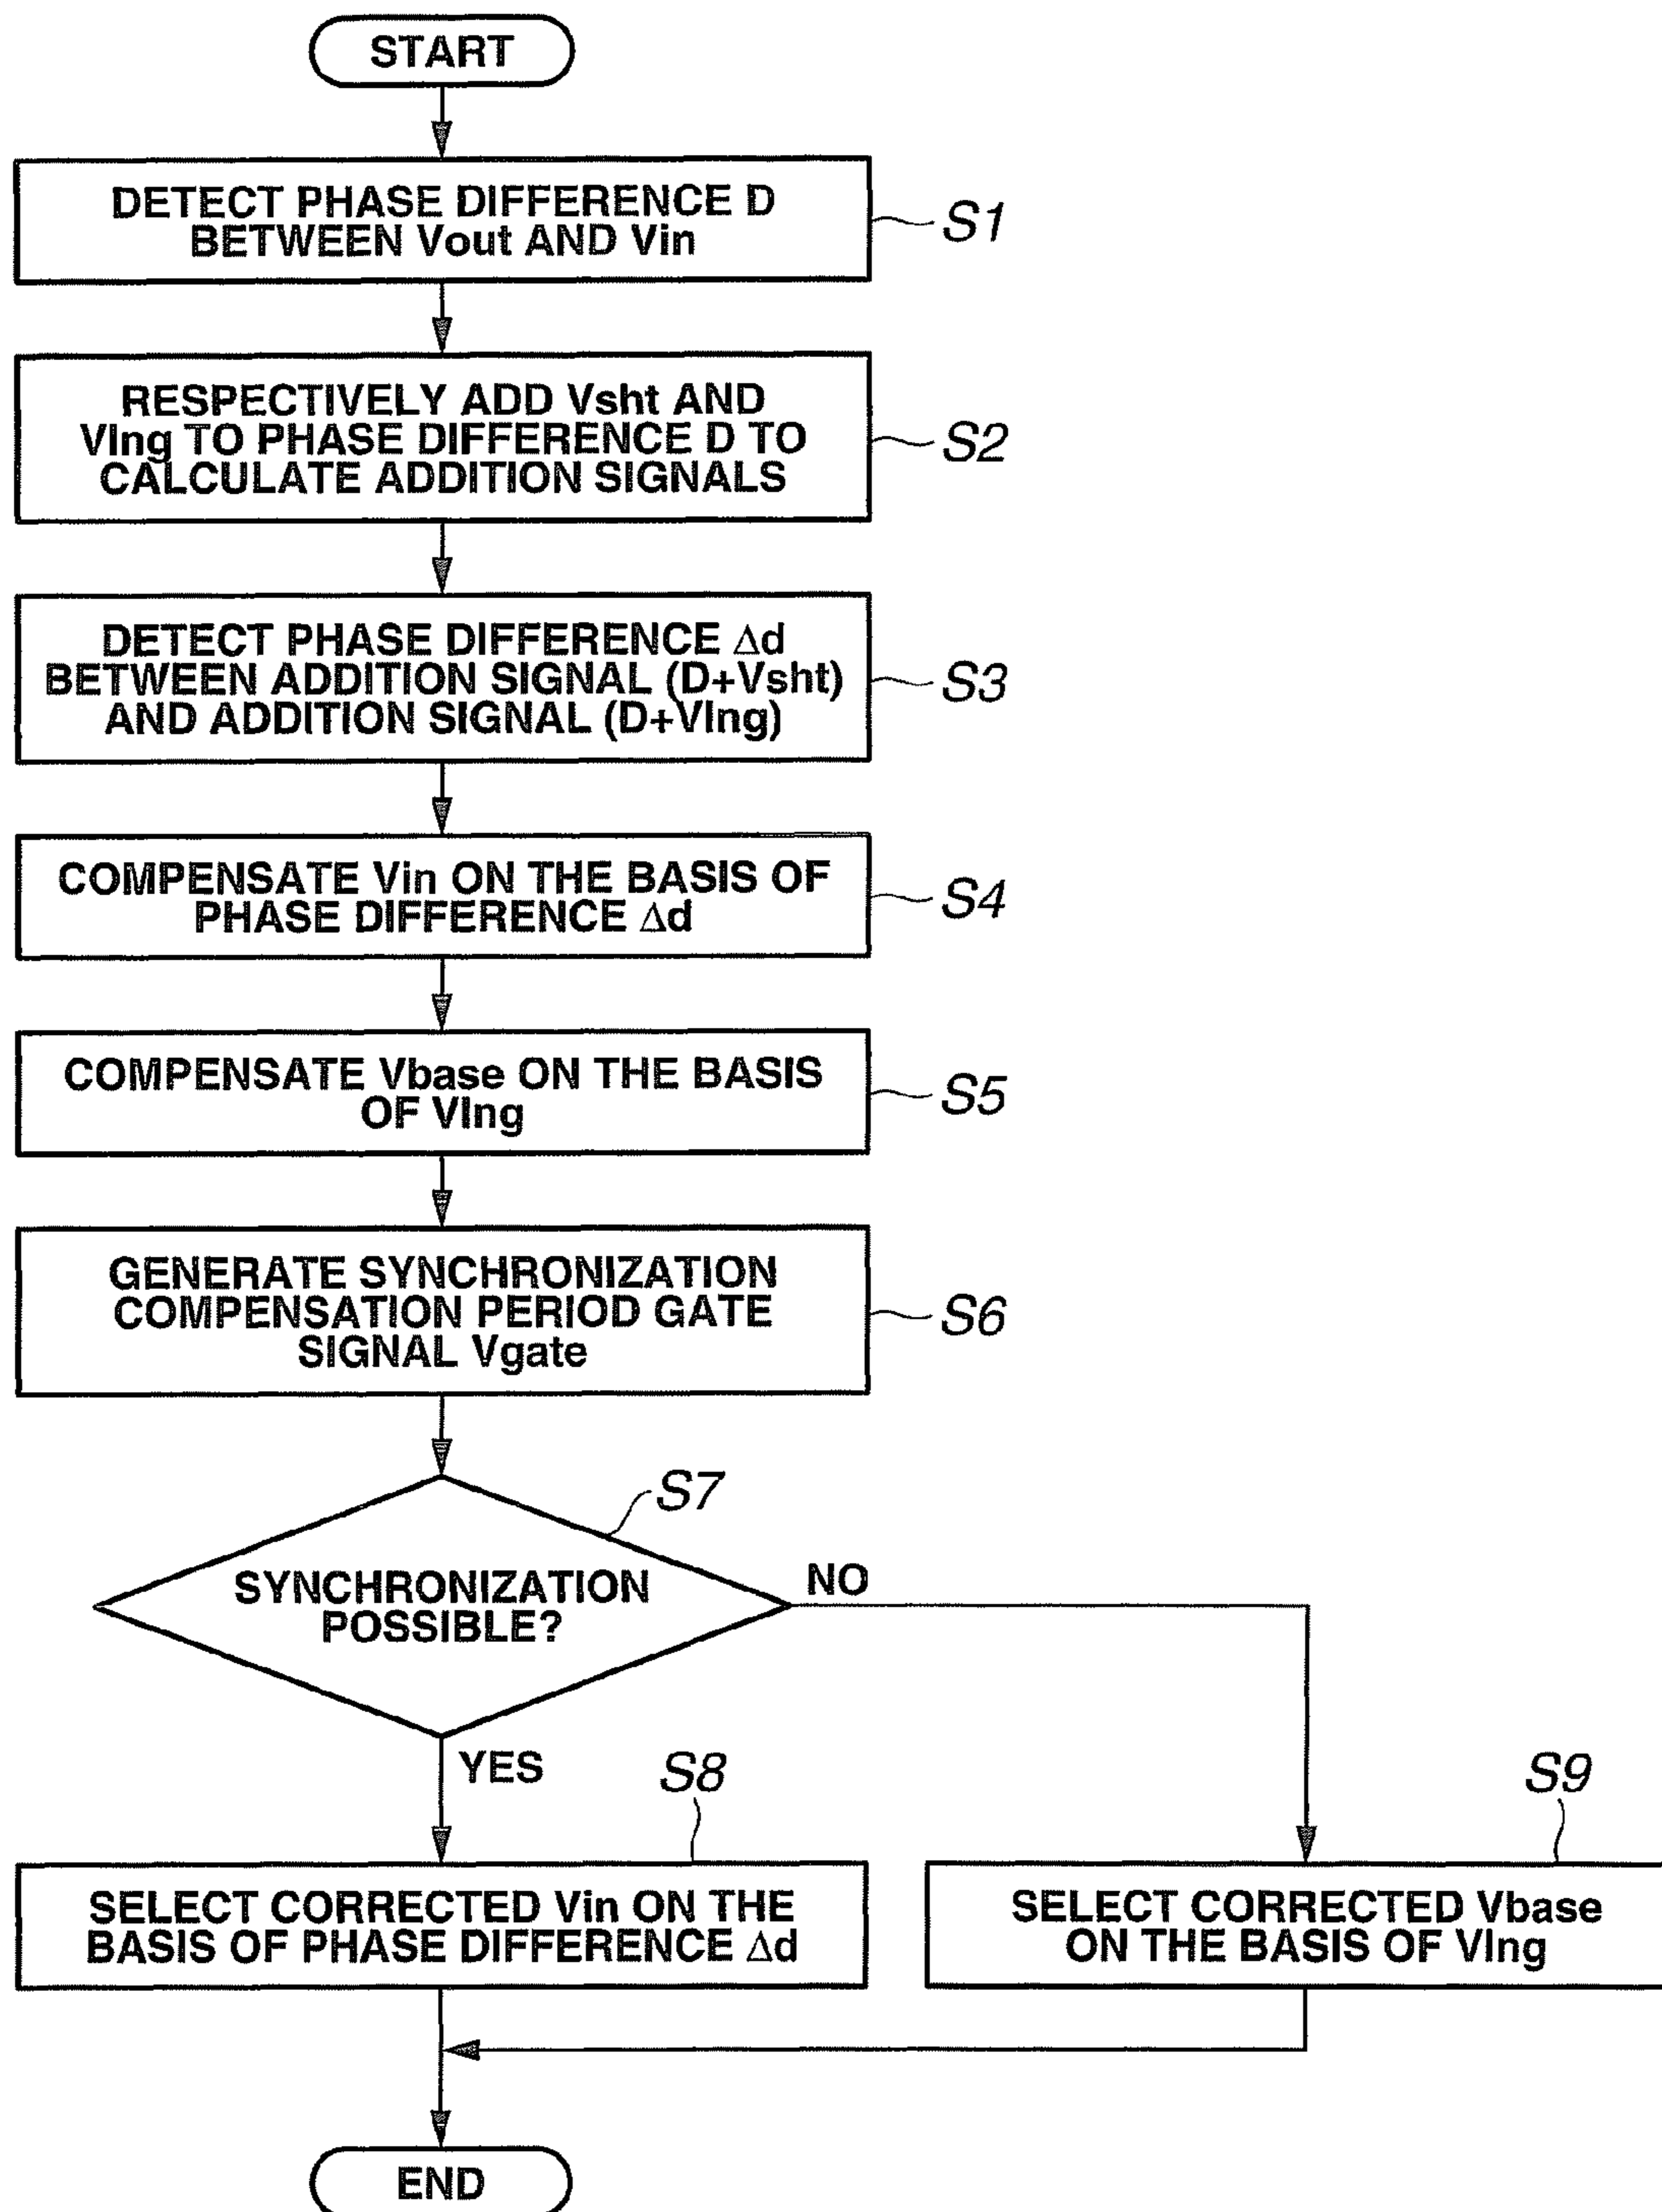 START
DETECT PHASE DIFFERENCE D
BETWEEN Vout AND Vin
S1
RESPECTIVELY ADD Vsht AND
Vlng TO PHASE DIFFERENCE D TO
CALCULATE ADDITION SIGNALS
S2
DETECT PHASE DIFFERENCE Δd
BETWEEN ADDITION SIGNAL (D+Vsht)
AND ADDITION SIGNAL (D+Vlng)
S3
COMPENSATE Vin ON THE BASIS OF
PHASE DIFFERENCE Δd
S4
COMPENSATE Vbase ON THE BASIS
OF Vlng
S5
GENERATE SYNCHRONIZATION
COMPENSATION PERIOD GATE
SIGNAL Vgate
S6
S7
SYNCHRONIZATION
POSSIBLE?
NO
YES
S8
SELECT CORRECTED Vin ON THE
BASIS OF PHASE DIFFERENCE Δd
S9
SELECT CORRECTED Vbase
ON THE BASIS OF Vlng
END